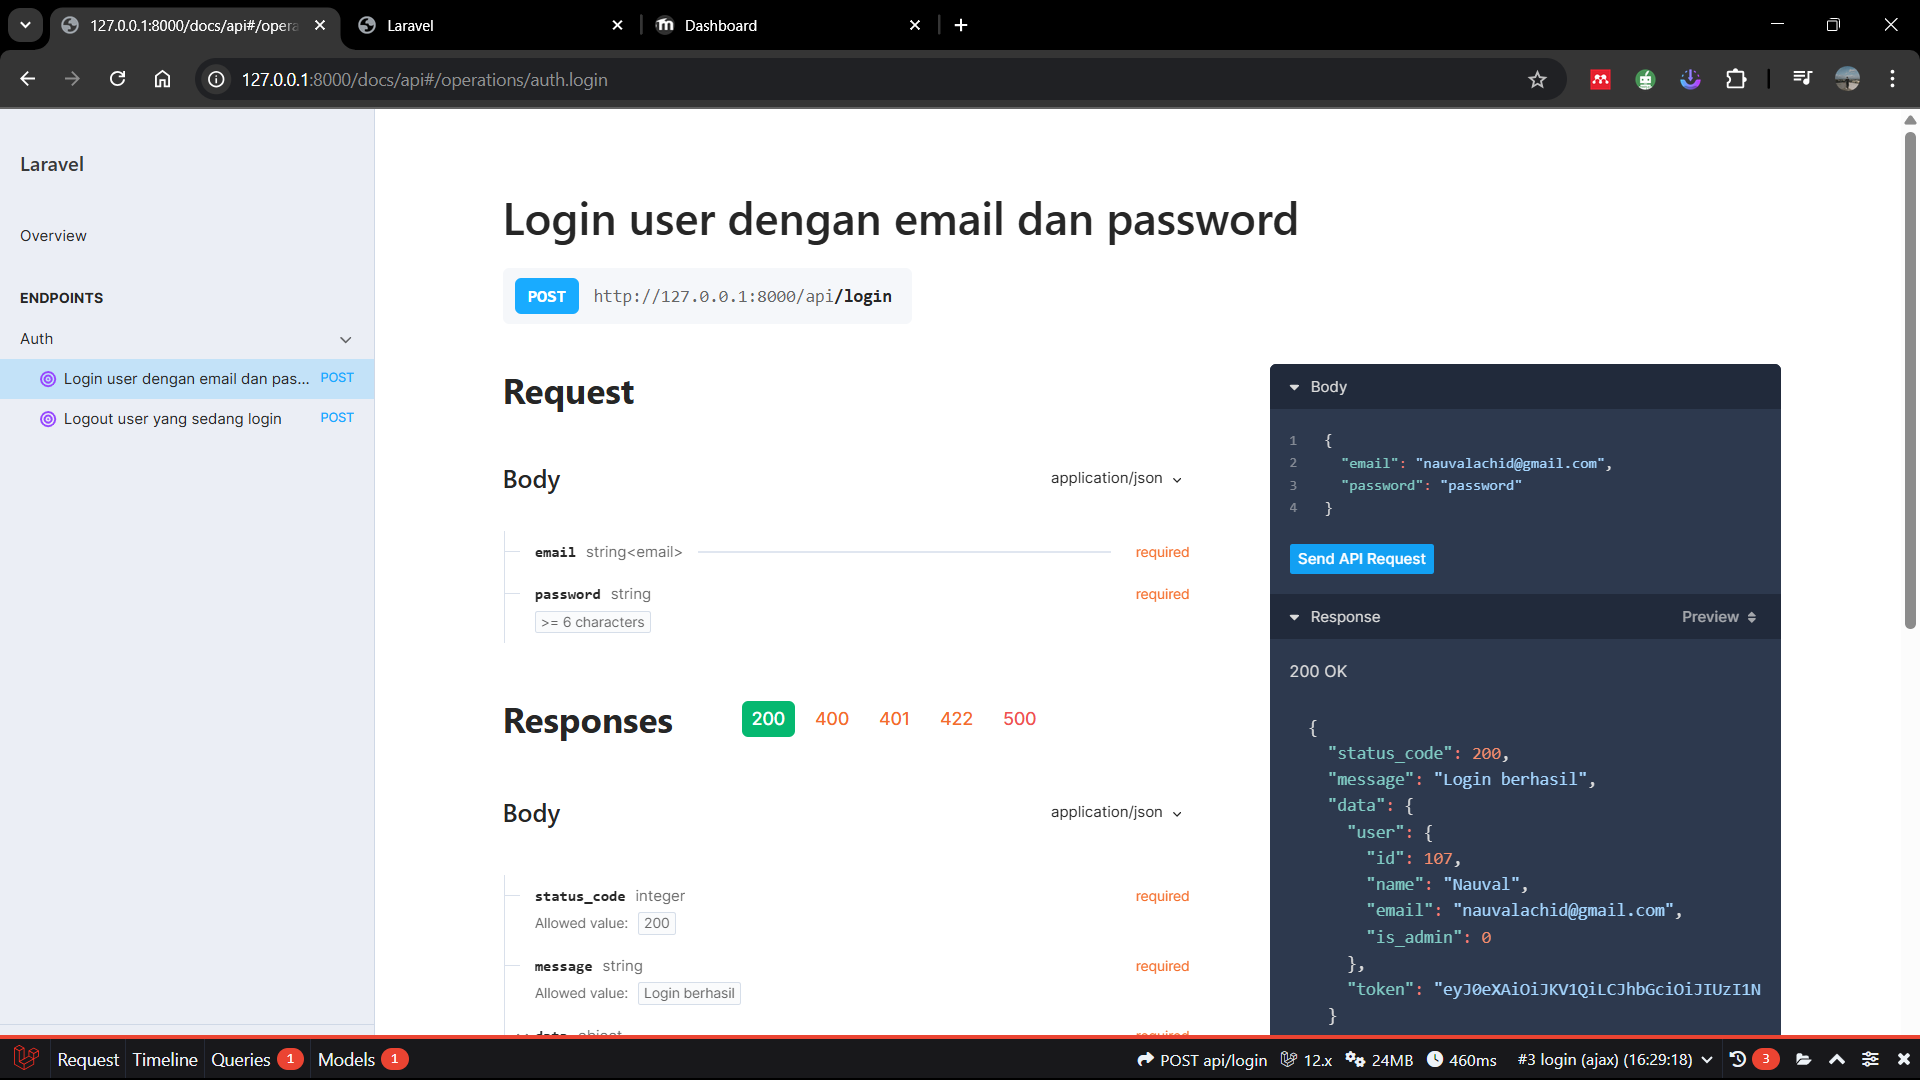 127.0.0.1:8000/docs/api#/opera
Laravel
Dashboard
127.0.0.1:8000/docs/api#/operations/auth.login
Laravel
Overview
ENDPOINTS
Auth
Login user dengan email dan pas... POST
Logout user yang sedang login POST
Login user dengan email dan password
POST http://127.0.0.1:8000/api/login
Request
Body application/json
email string<email> required
password string required
>= 6 characters
Responses 200 400 401 422 500
Body application/json
status_code integer required
Allowed value: 200
message string required
Allowed value: Login berhasil
data object required
Body
1 {
2 "email": "nauvalachid@gmail.com",
3 "password": "password"
4 }
Send API Request
Response Preview
200 OK
{
"status_code": 200,
"message": "Login berhasil",
"data": {
"user": {
"id": 107,
"name": "Nauval",
"email": "nauvalachid@gmail.com",
"is_admin": 0
},
"token": "eyJ0eXAiOiJKV1QiLCJhbGciOiJIUzI1N
}
Request Timeline Queries 1 Models 1 POST api/login 12.x 24MB 460ms #3 login (ajax) (16:29:18) 3